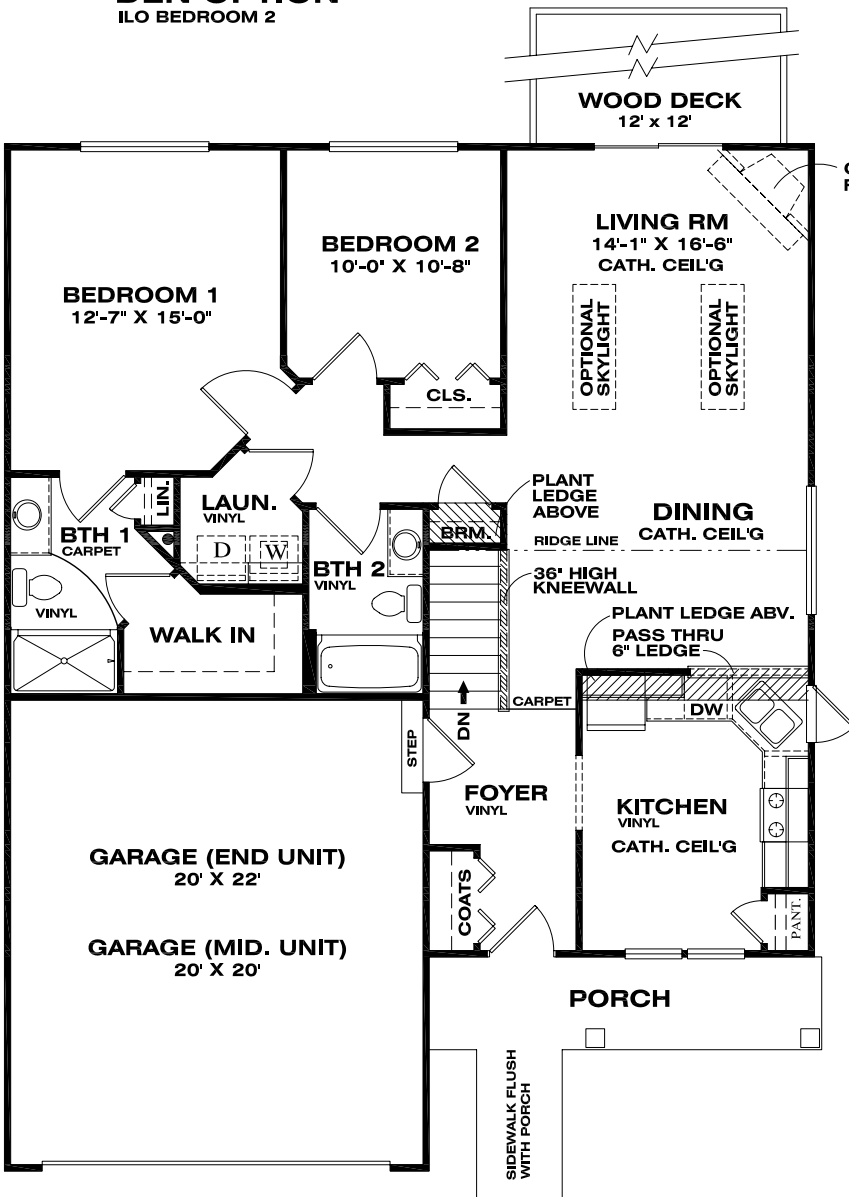 DEN OPTION
ILO BEDROOM 2
WOOD DECK
12' x 12'
LIVING RM
14'-1" X 16'-6"
CATH. CEIL'G
BEDROOM 2
10'-0" X 10'-8"
BEDROOM 1
12'-7" X 15'-0"
OPTIONAL
SKYLIGHT
OPTIONAL
SKYLIGHT
CLS.
LIN.
LAUN.
VINYL
D
W
BTH 1
CARPET
VINYL
WALK IN
BTH 2
VINYL
BRM.
PLANT
LEDGE
ABOVE
DINING
CATH. CEIL'G
RIDGE LINE
36" HIGH
KNEEWALL
PLANT LEDGE ABV.
PASS THRU
6" LEDGE
CARPET
DW
DN
STEP
FOYER
VINYL
KITCHEN
VINYL
CATH. CEIL'G
COATS
PANT.
GARAGE (END UNIT)
20' X 22'
GARAGE (MID. UNIT)
20' X 20'
PORCH
SIDEWALK FLUSH
WITH PORCH